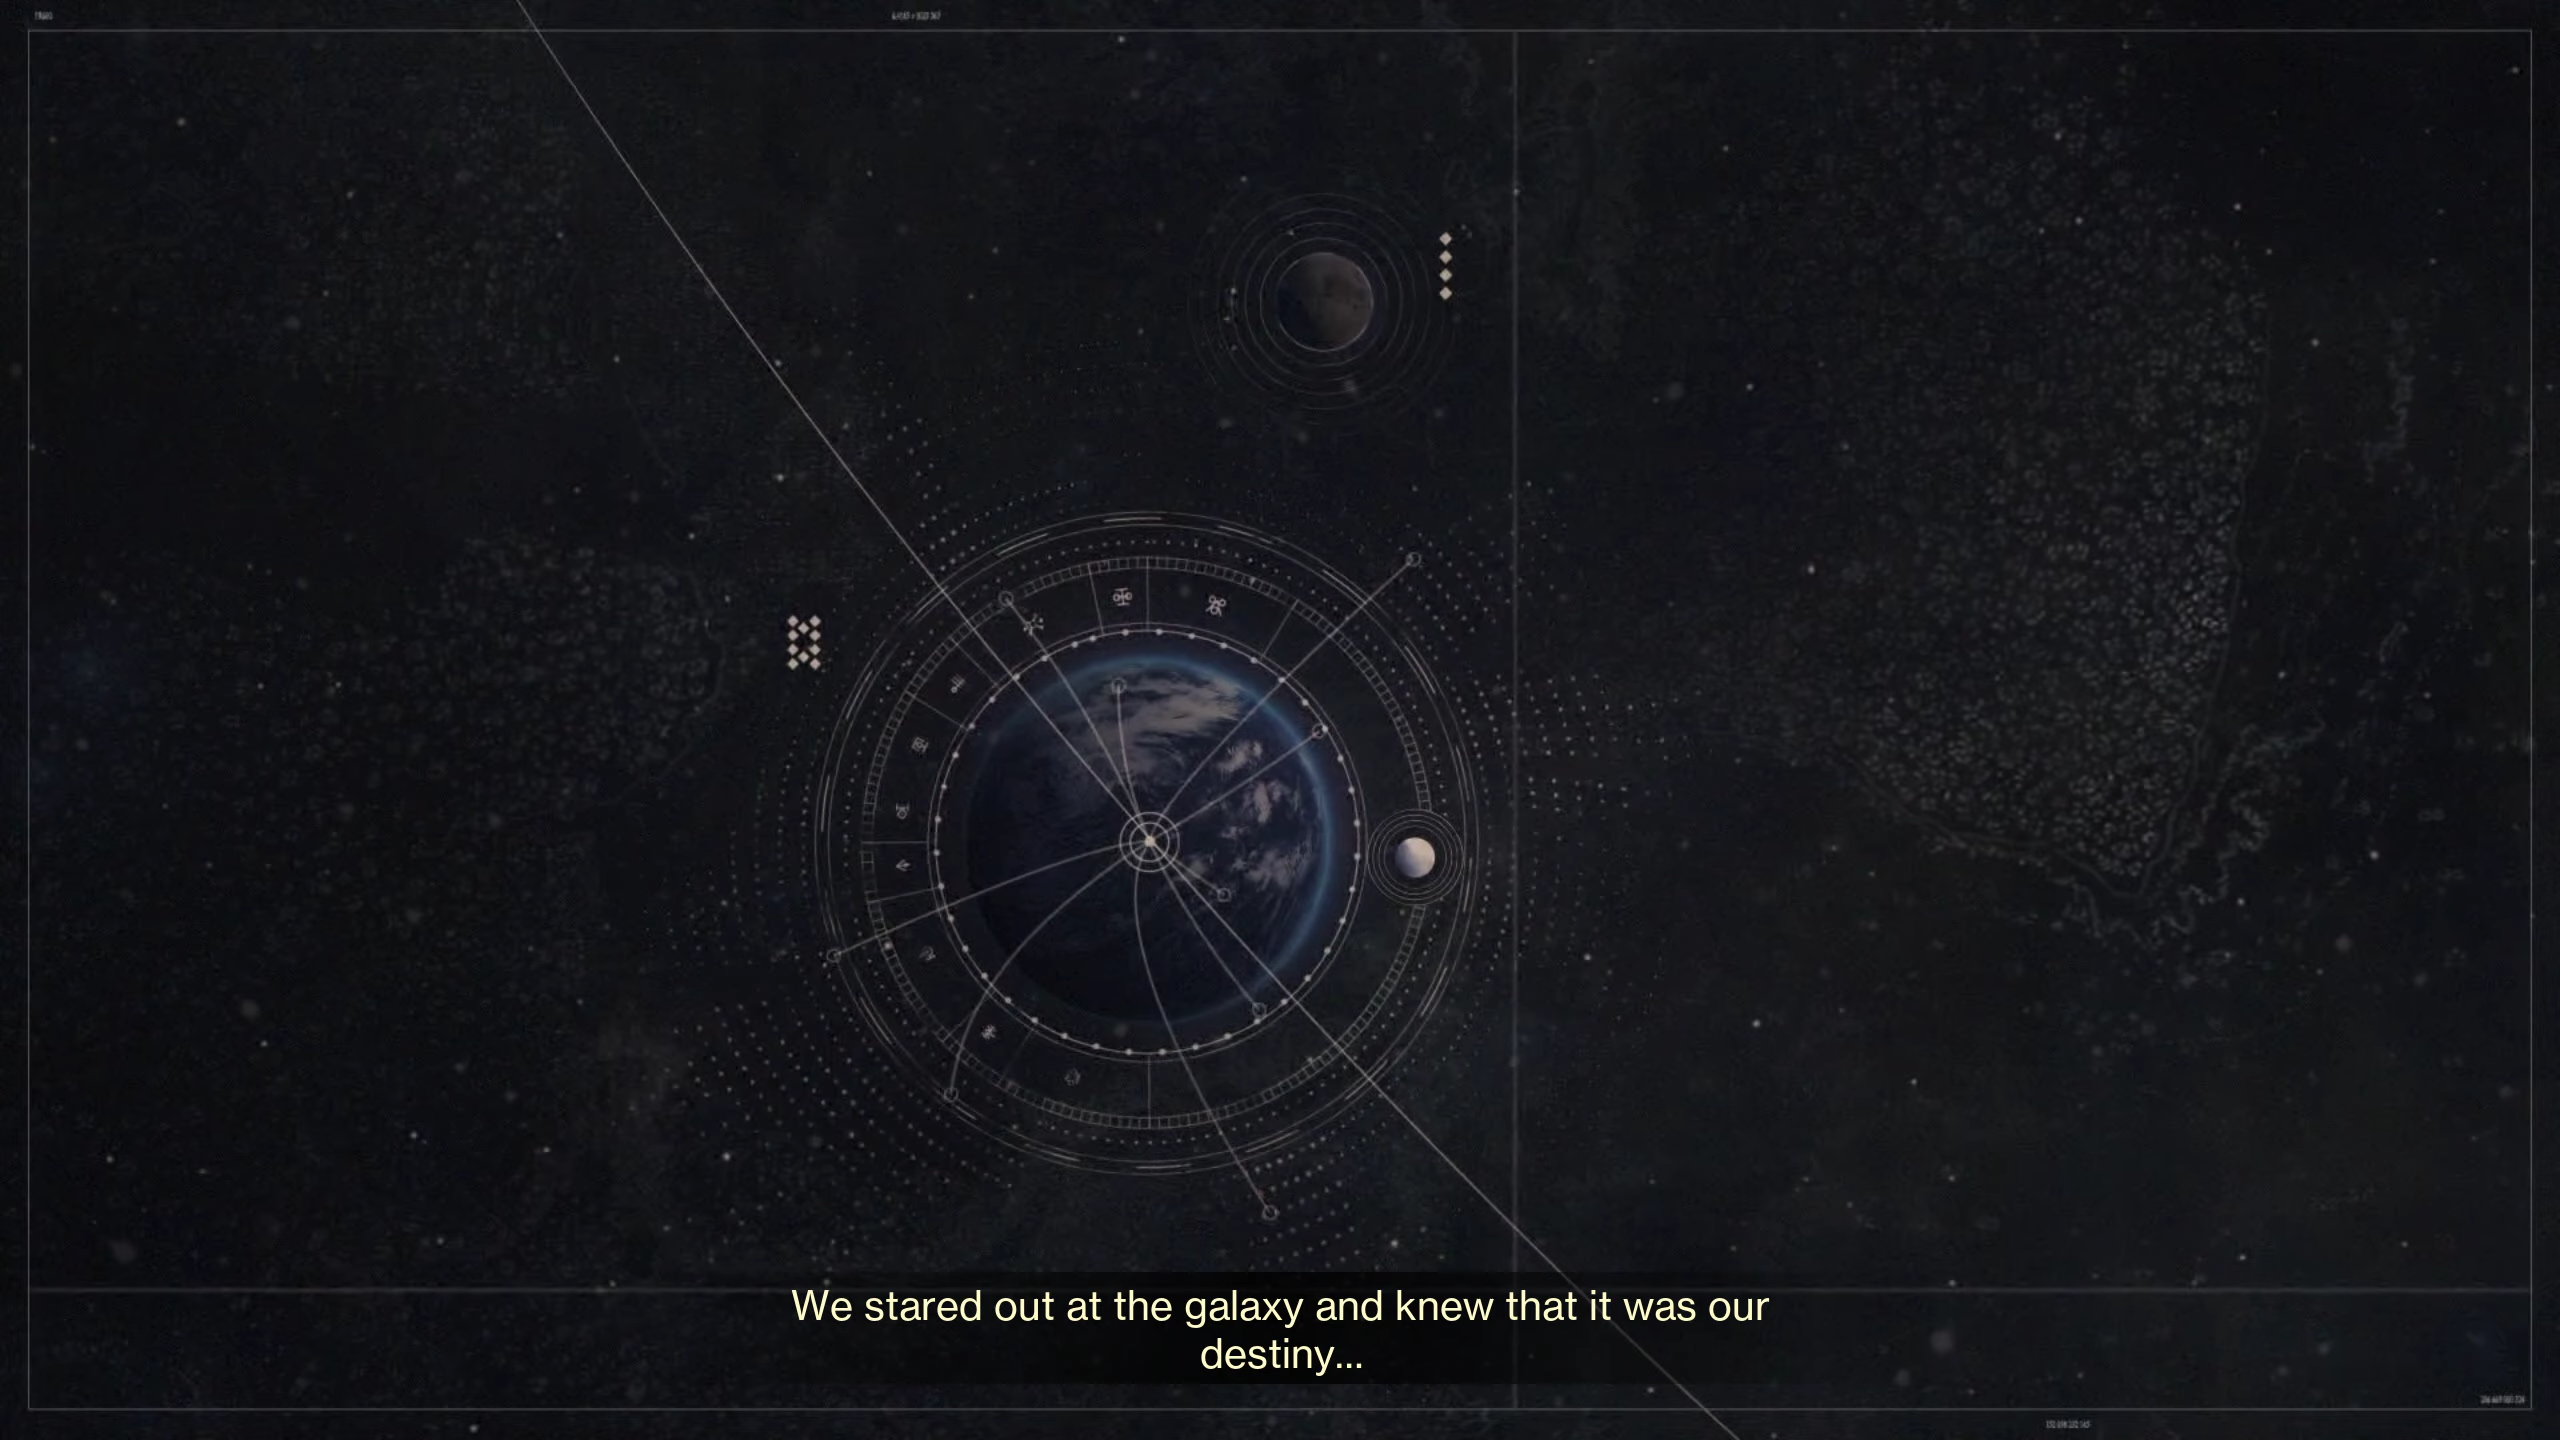 We stared out at the galaxy and knew that it was our
destiny...